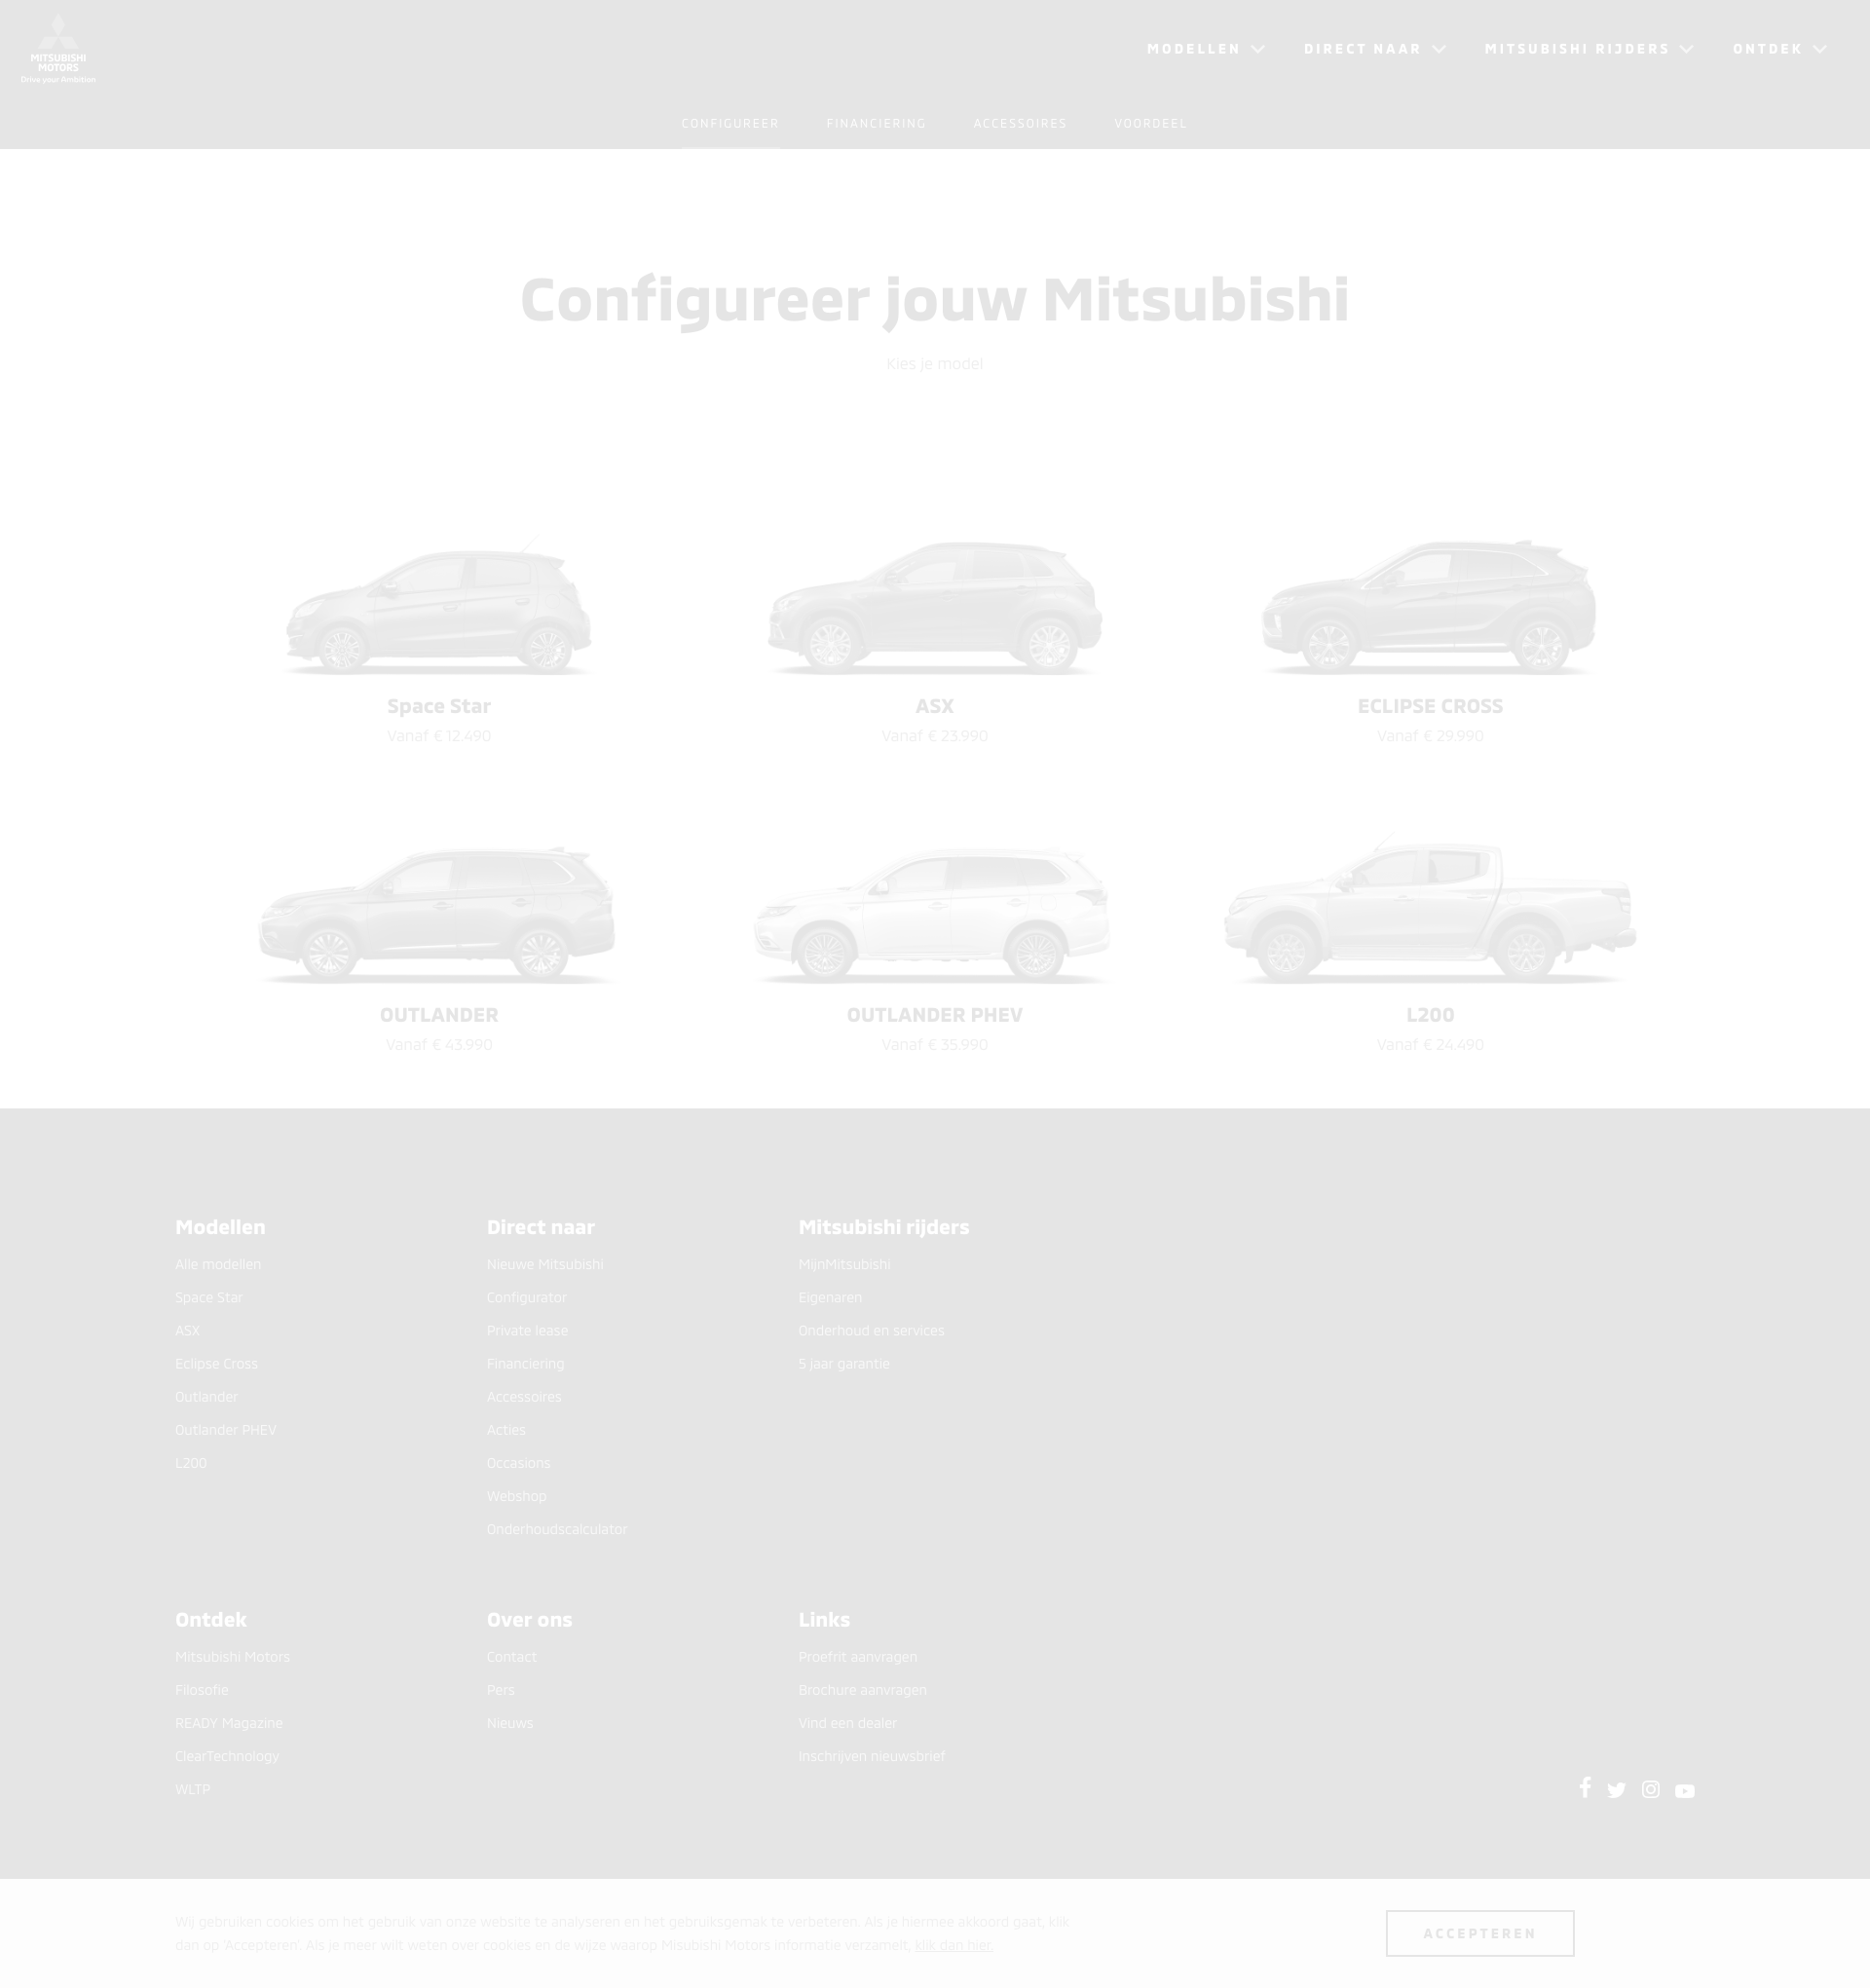 MITSUBISHI
MOTORS
Drive your Ambition
MODELLEN
DIRECT NAAR
MITSUBISHI RIJDERS
ONTDEK
CONFIGUREER
FINANCIERING
ACCESSOIRES
VOORDEEL
Configureer jouw Mitsubishi
Kies je model
Space Star
Vanaf € 12.490
ASX
Vanaf € 23.990
ECLIPSE CROSS
Vanaf € 29.990
OUTLANDER
Vanaf € 43.990
OUTLANDER PHEV
Vanaf € 35.990
L200
Vanaf € 24.490
Modellen
Alle modellen
Space Star
ASX
Eclipse Cross
Outlander
Outlander PHEV
L200
Direct naar
Nieuwe Mitsubishi
Configurator
Private lease
Financiering
Accessoires
Acties
Occasions
Webshop
Onderhoudscalculator
Mitsubishi rijders
MijnMitsubishi
Eigenaren
Onderhoud en services
5 jaar garantie
Ontdek
Mitsubishi Motors
Filosofie
READY Magazine
ClearTechnology
WLTP
Over ons
Contact
Pers
Nieuws
Links
Proefrit aanvragen
Brochure aanvragen
Vind een dealer
Inschrijven nieuwsbrief
Wij gebruiken cookies om het gebruik van onze website te analyseren en het gebruiksgemak te verbeteren. Als je hiermee akkoord gaat, klik
dan op 'Accepteren'. Als je meer wilt weten over cookies en de wijze waarop Misubishi Motors informatie verzamelt, klik dan hier.
ACCEPTEREN